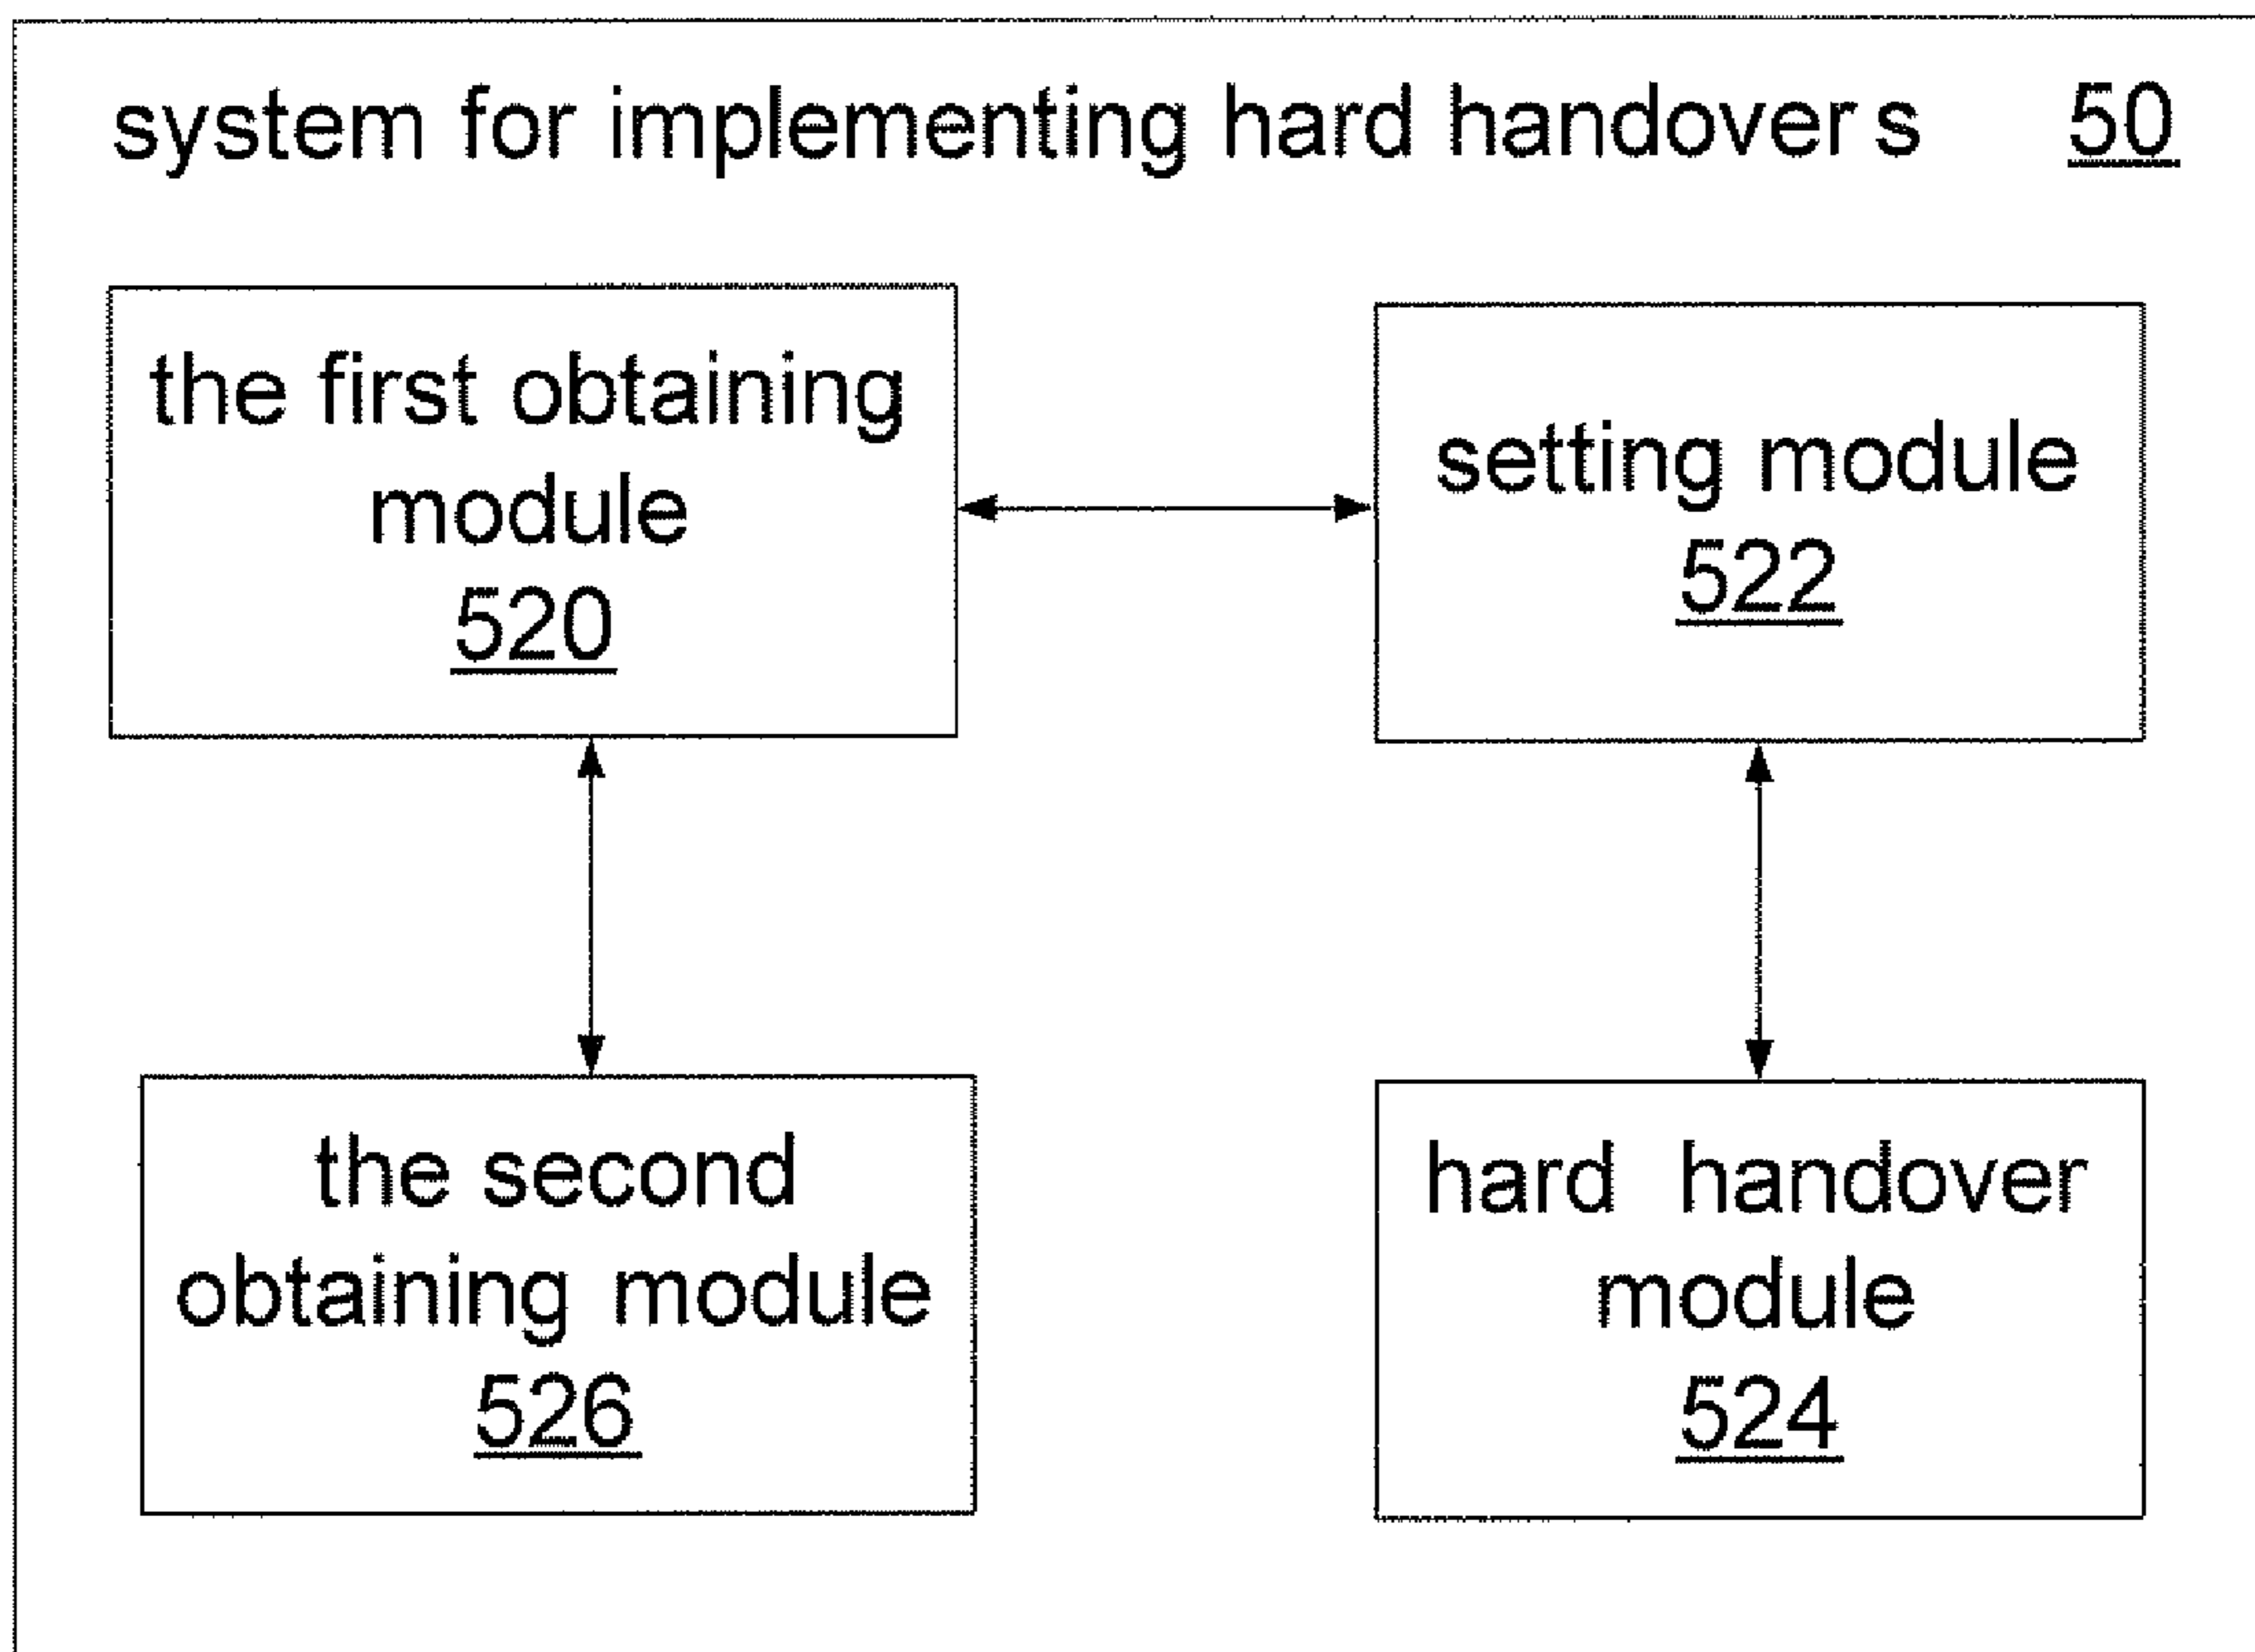 system for implementing hard handovers 50
the first obtaining
module
520
setting module
522
the second
obtaining module
526
hard handover
module
524